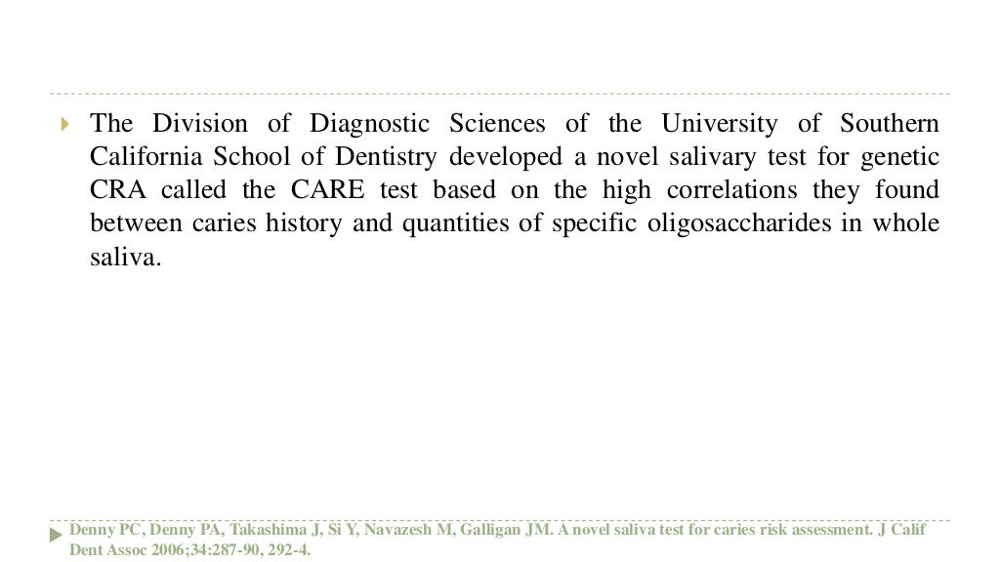 The Division of Diagnostic Sciences of the University of Southern
California School of Dentistry developed a novel salivary test for genetic
CRA called the CARE test based on the high correlations they found
between caries history and quantities of specific oligosaccharides in whole
saliva.
Denny PC, Denny PA, Takashima J, Si Y, Navazesh M, Galligan JM. A novel saliva test for caries risk assessment. J Calif
Dent Assoc 2006;34:287-90, 292-4.